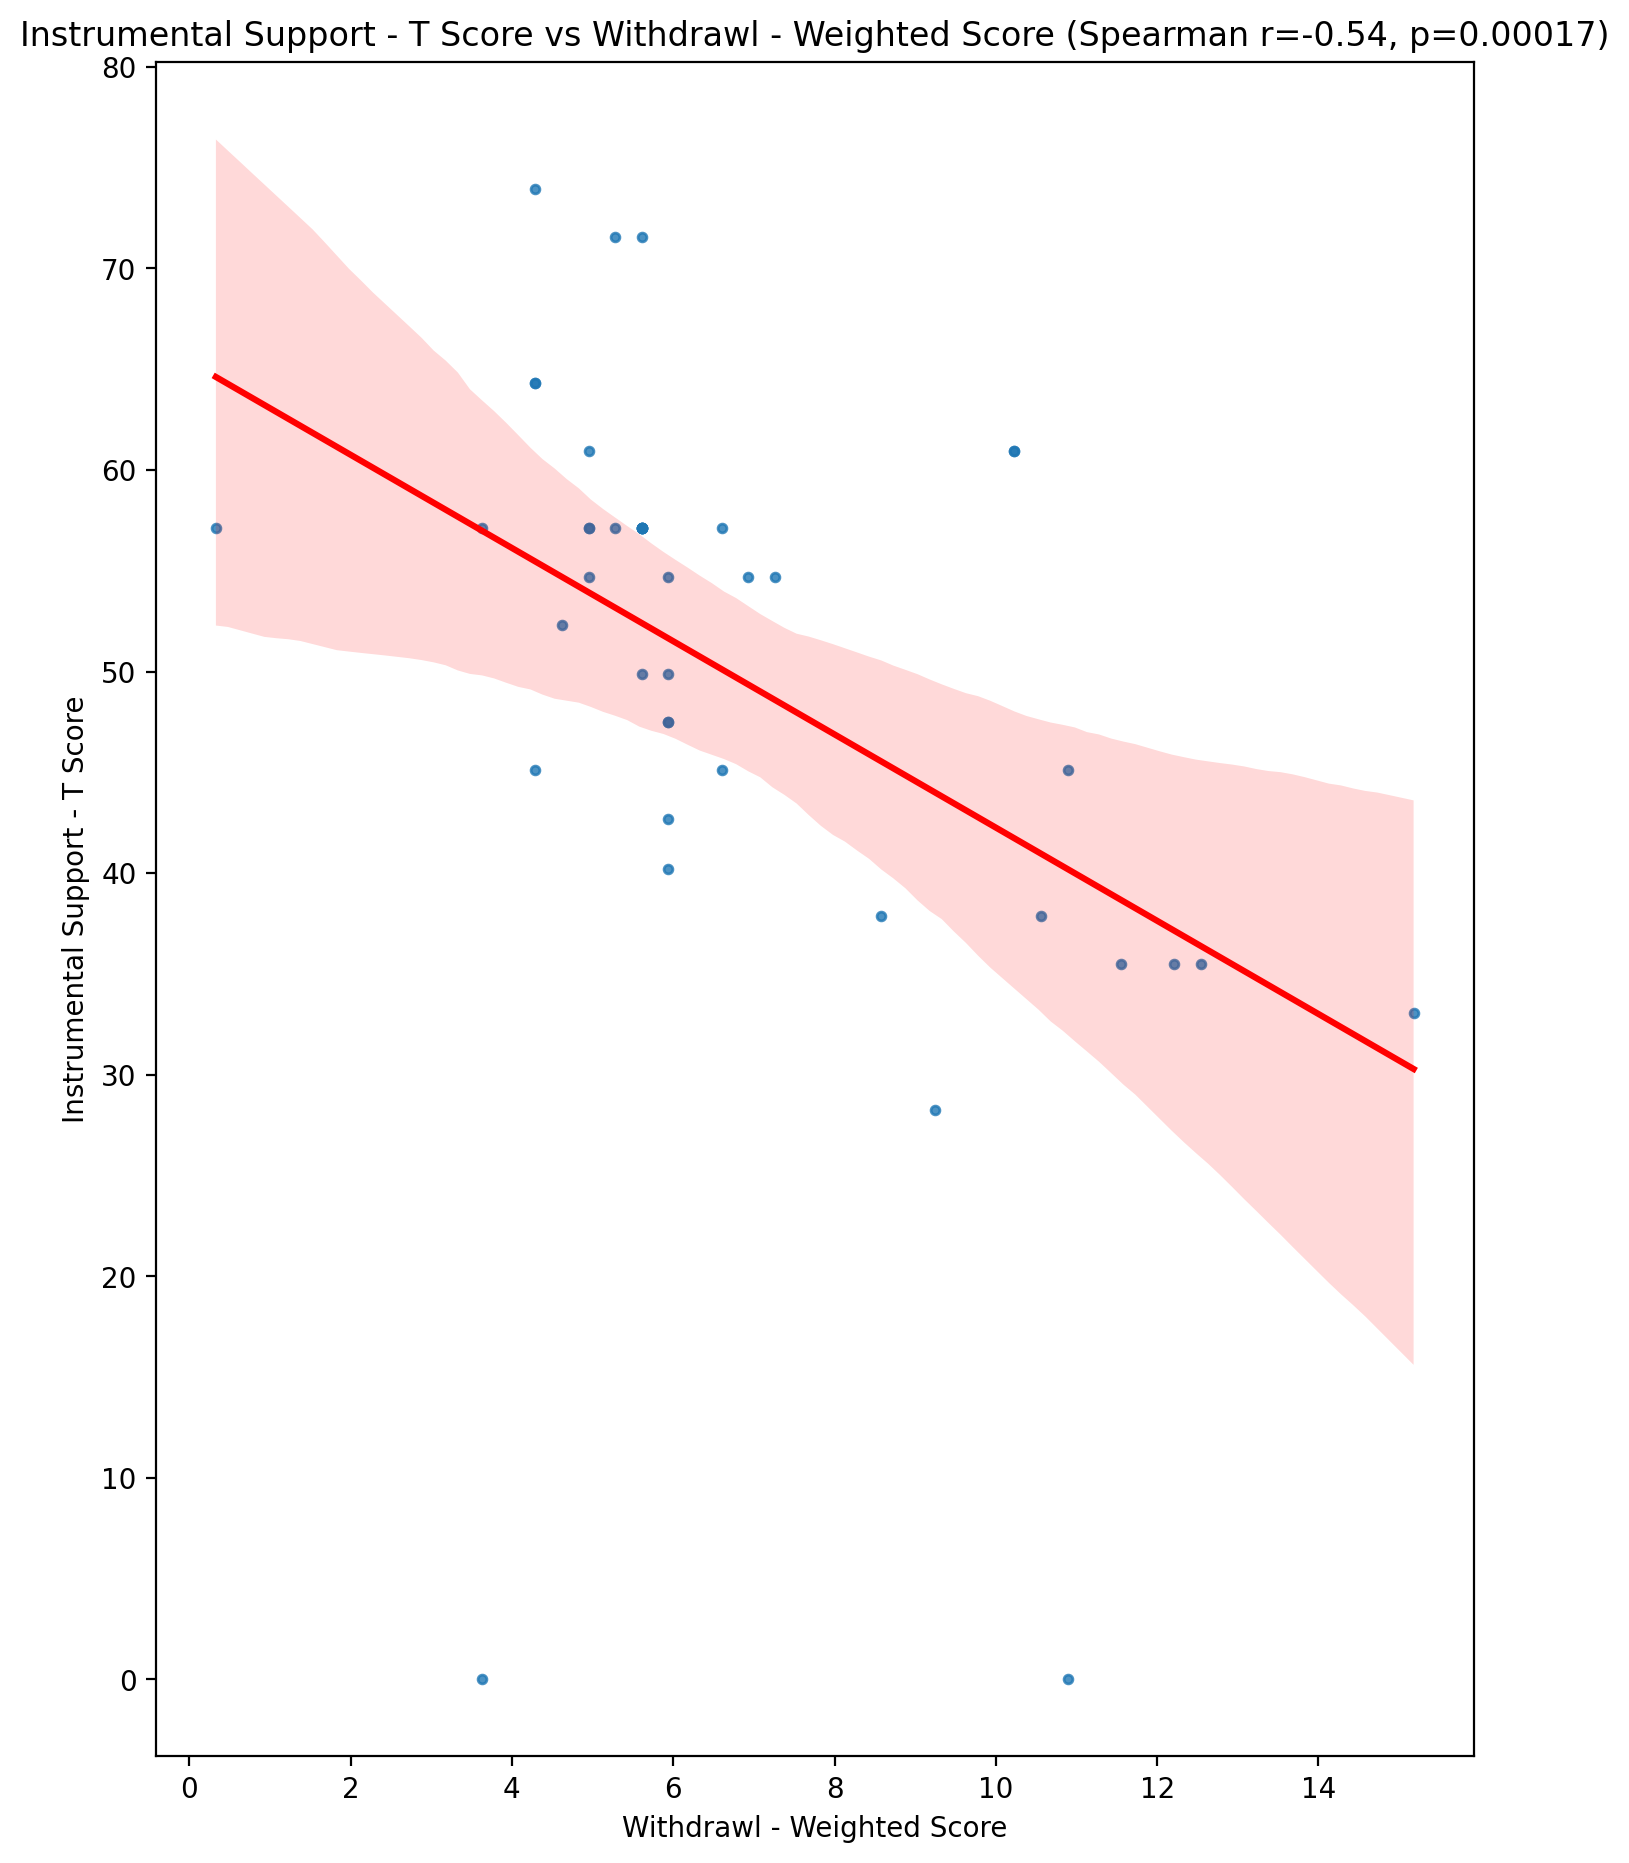 Instrumental Support - T Score vs Withdrawl - Weighted Score (Spearman r=-0.54, p=0.00017)
80
70
60
50
40
30
20
10
0
Instrumental Support - T Score
0 2 4 6 8 10 12 14
Withdrawl - Weighted Score